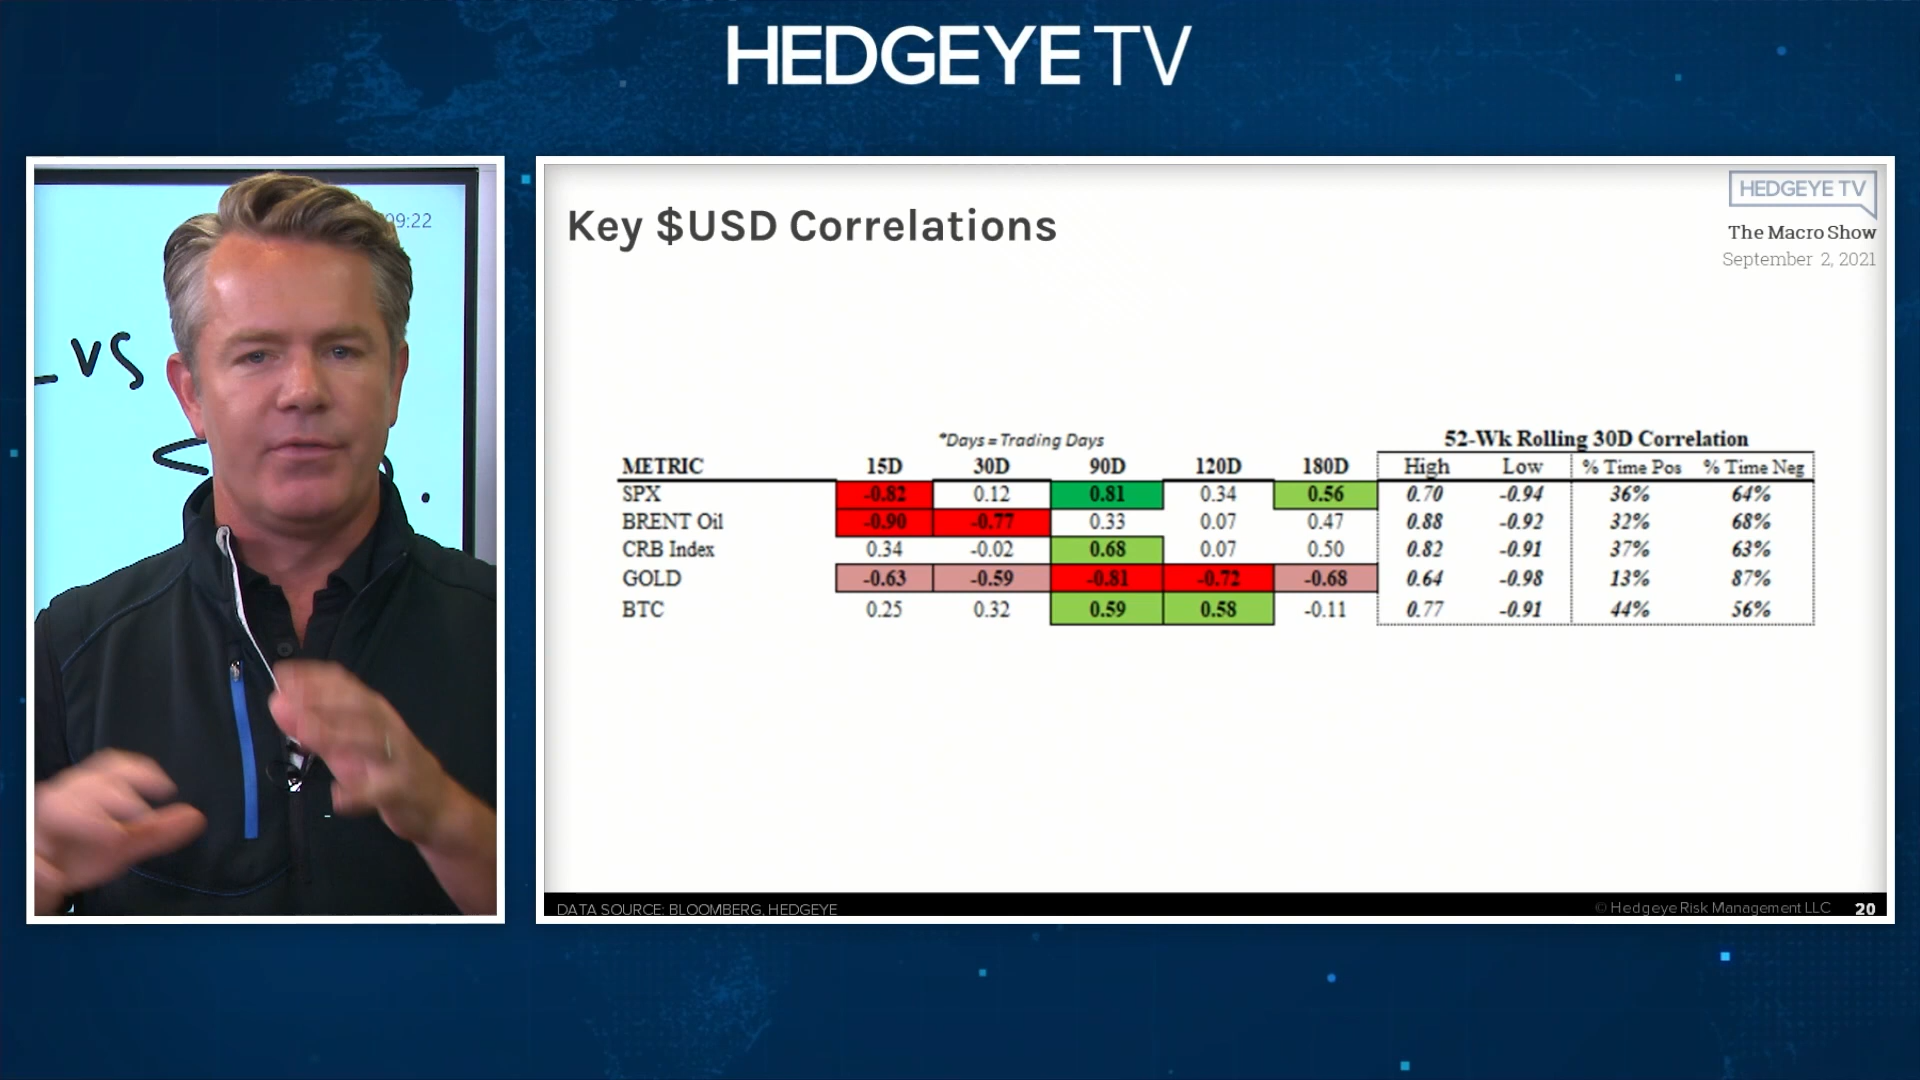 HEDGEYE TV
09:22
VS
HEDGEYE TV
The Macro Show
September 2, 2021
Key $USD Correlations
*Days = Trading Days 52-Wk Rolling 30D Correlation
METRIC 15D 30D 90D 120D 180D High Low % Time Pos % Time Neg
SPX -0.82 0.12 0.81 0.34 0.56 0.70 -0.94 36% 64%
BRENT Oil -0.90 -0.77 0.33 0.07 0.47 0.88 -0.92 32% 68%
CRB Index 0.34 -0.02 0.68 0.07 0.50 0.82 -0.91 37% 63%
GOLD -0.63 -0.59 -0.81 -0.72 -0.68 0.64 -0.98 13% 87%
BTC 0.25 0.32 0.59 0.58 -0.11 0.77 -0.91 44% 56%
DATA SOURCE: BLOOMBERG, HEDGEYE © Hedgeye Risk Management LLC 20